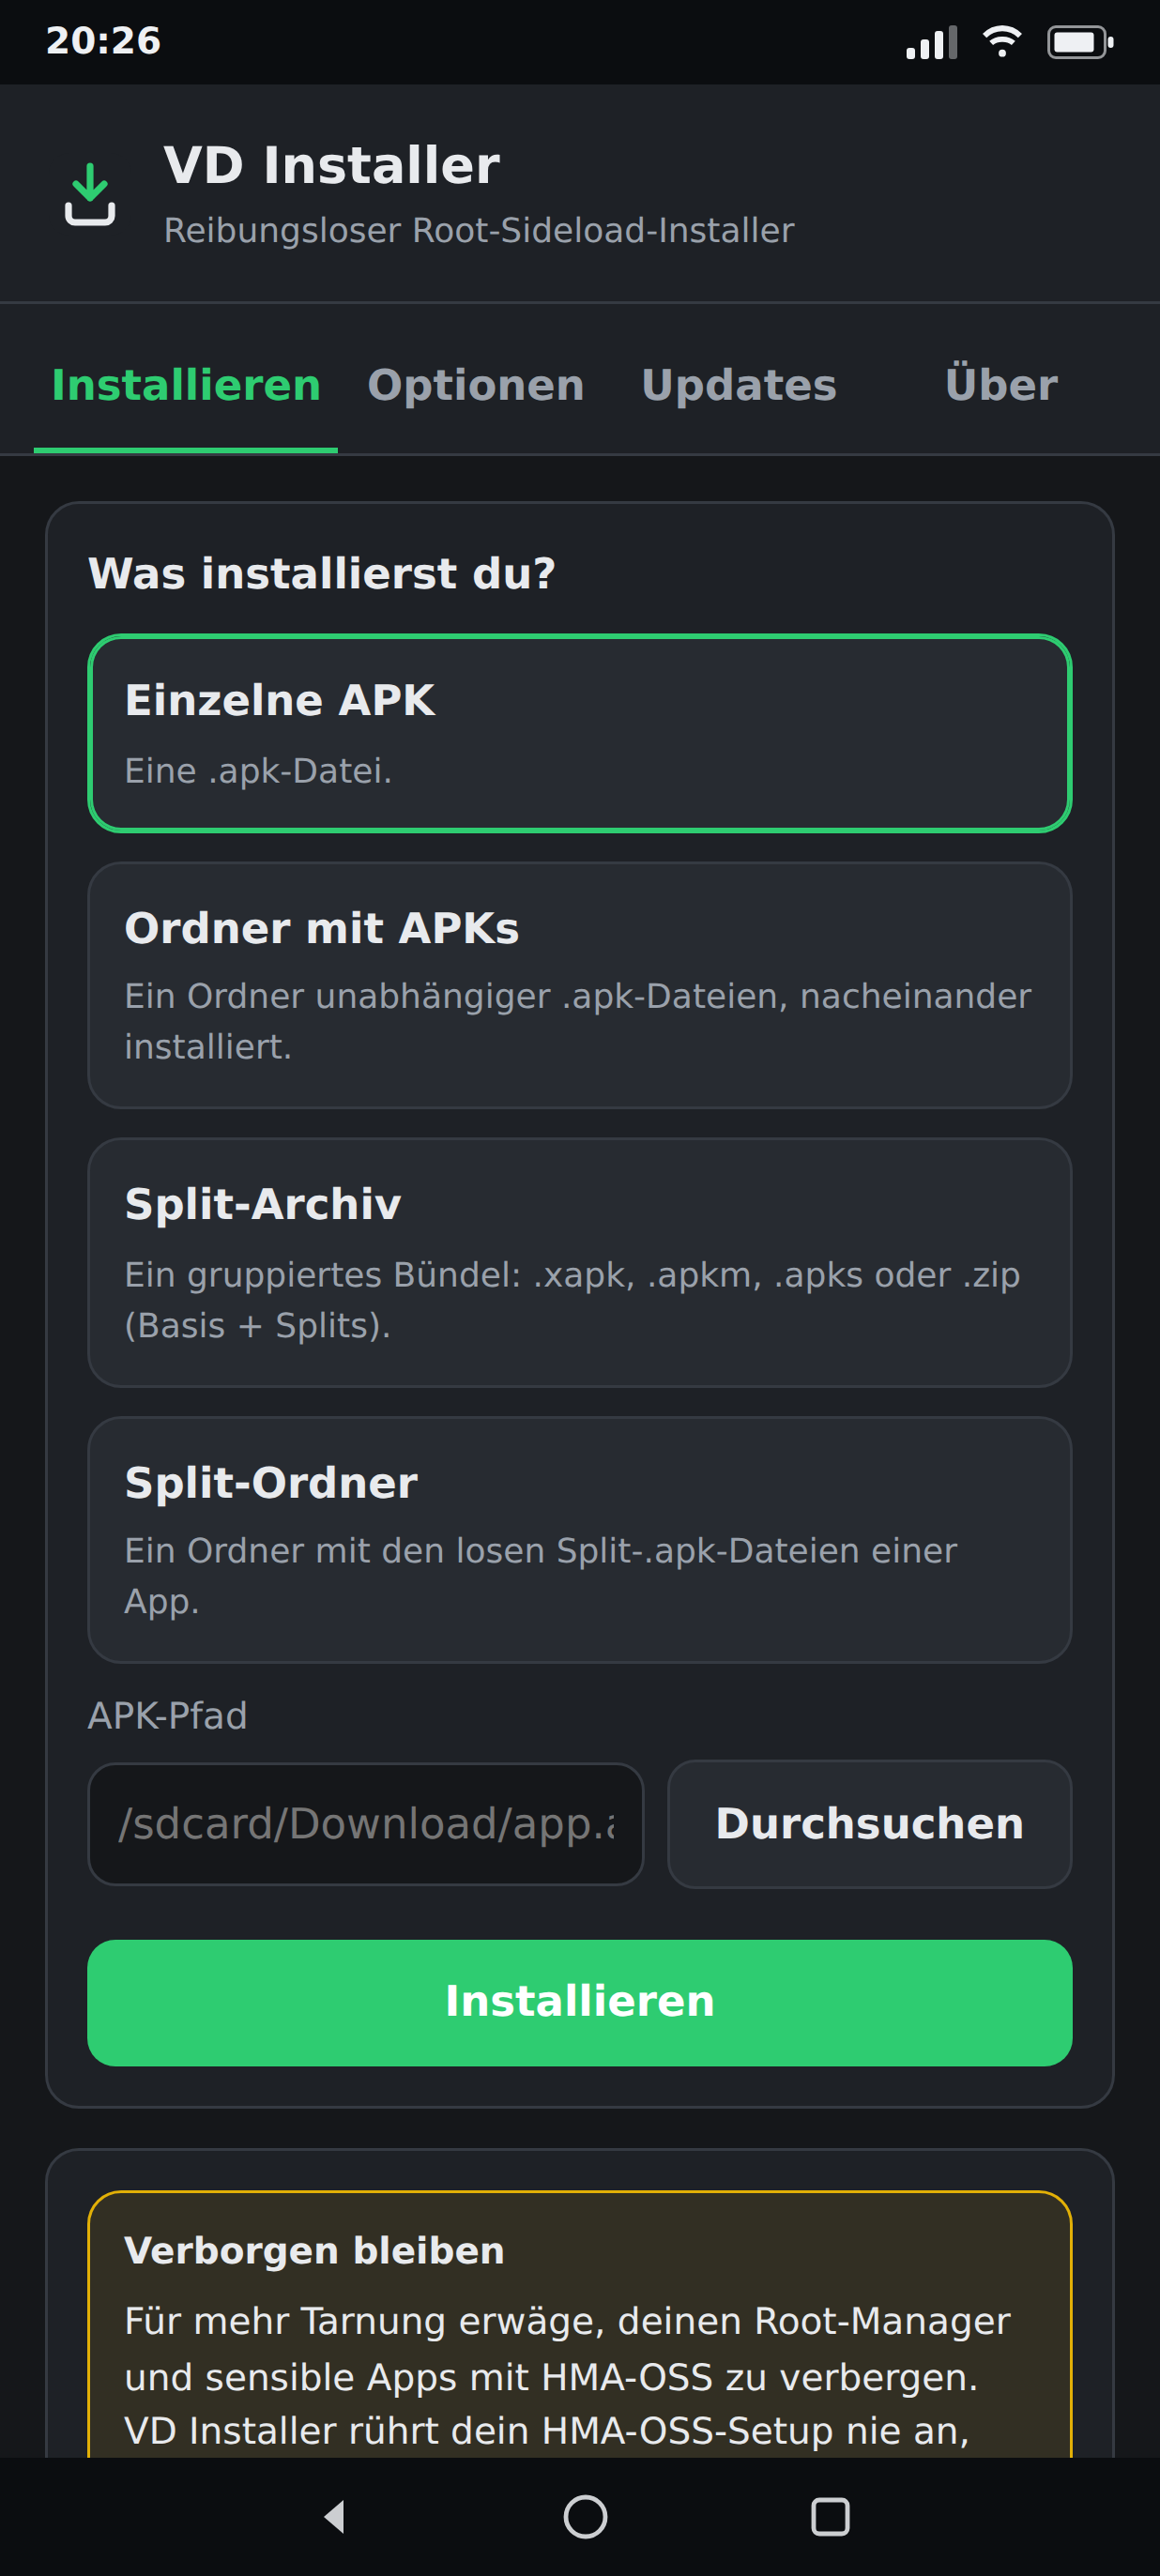 20:26
VD Installer
Reibungsloser Root-Sideload-Installer
Installieren
Optionen
Updates
Über
Was installierst du?
Einzelne APK
Eine .apk-Datei.
Ordner mit APKs
Ein Ordner unabhängiger .apk-Dateien, nacheinander
installiert.
Split-Archiv
Ein gruppiertes Bündel: .xapk, .apkm, .apks oder .zip
(Basis + Splits).
Split-Ordner
Ein Ordner mit den losen Split-.apk-Dateien einer
App.
APK-Pfad
/sdcard/Download/app.a
Durchsuchen
Installieren
Verborgen bleiben
Für mehr Tarnung erwäge, deinen Root-Manager
und sensible Apps mit HMA-OSS zu verbergen.
VD Installer rührt dein HMA-OSS-Setup nie an,